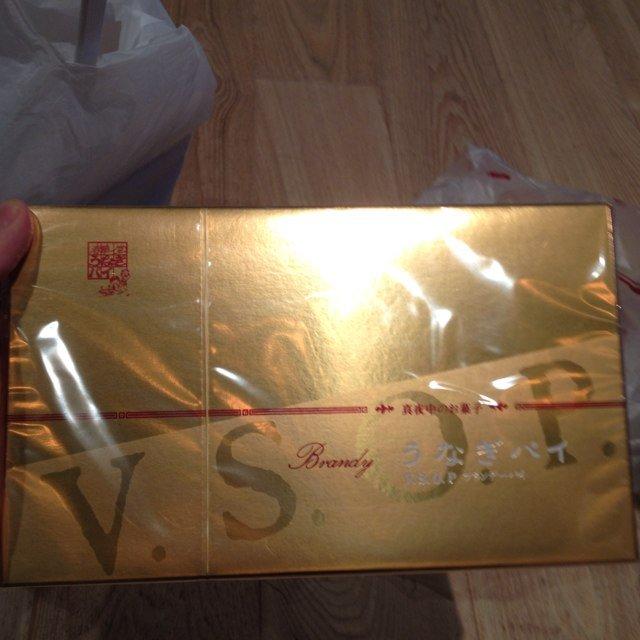 真夜中のお菓子
V.S.O.P.
Brandy
うなぎパイ